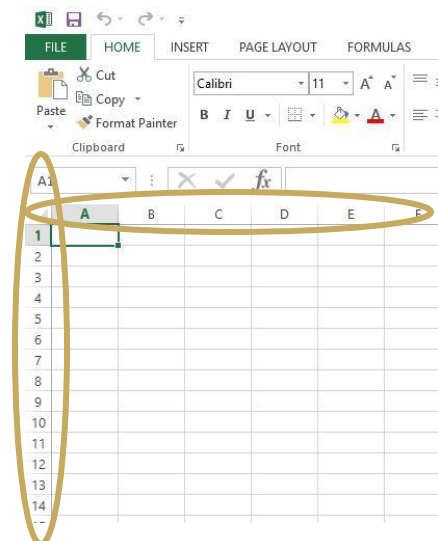 FILE HOME INSERT PAGE LAYOUT FORMULAS
Cut
Calibri 11 A A
Copy
Paste
Format Painter
B I U A
Clipboard Font
A1 fx
A B C D E F
1
2
3
4
5
6
7
8
9
10
11
12
13
14